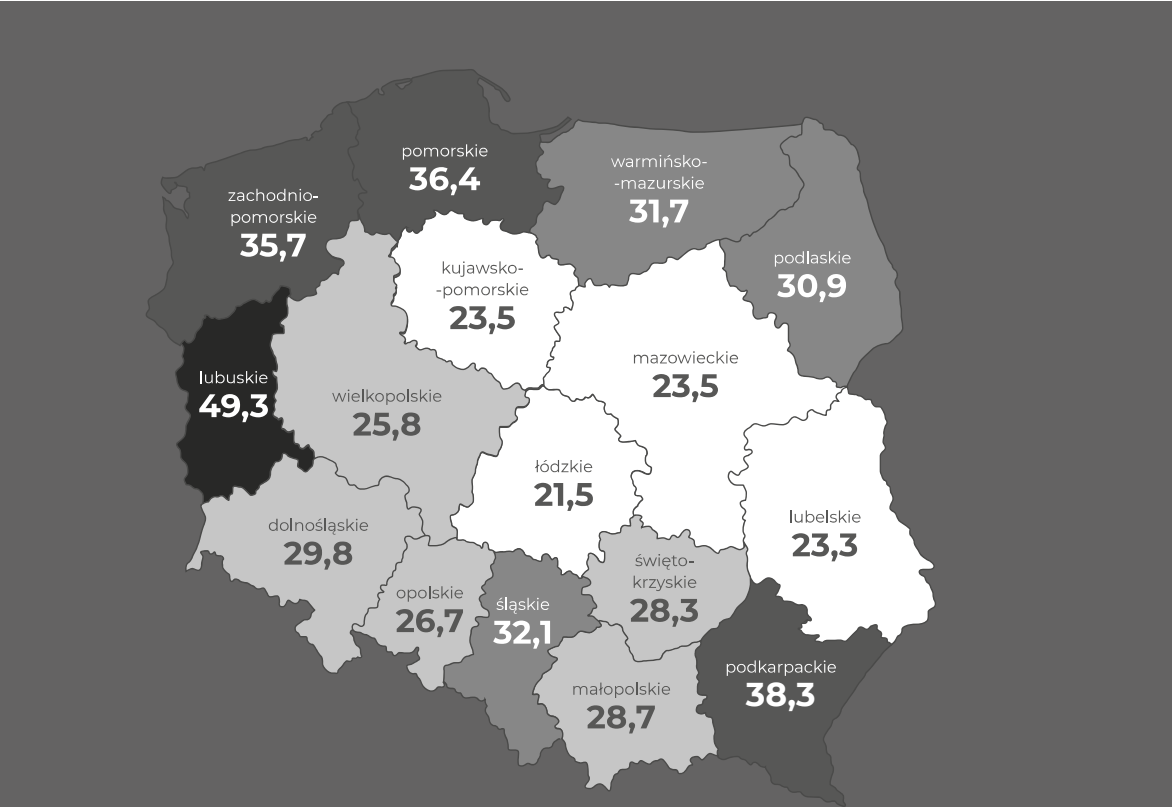 pomorskie
36,4
warmińsko-
-mazurskie
31,7
zachodnio-
pomorskie
35,7
podlaskie
30,9
kujawsko-
-pomorskie
23,5
mazowieckie
23,5
lubuskie
49,3
wielkopolskie
25,8
łódzkie
21,5
lubelskie
23,3
dolnośląskie
29,8
święto-
krzyskie
28,3
opolskie
26,7
śląskie
32,1
podkarpackie
38,3
małopolskie
28,7